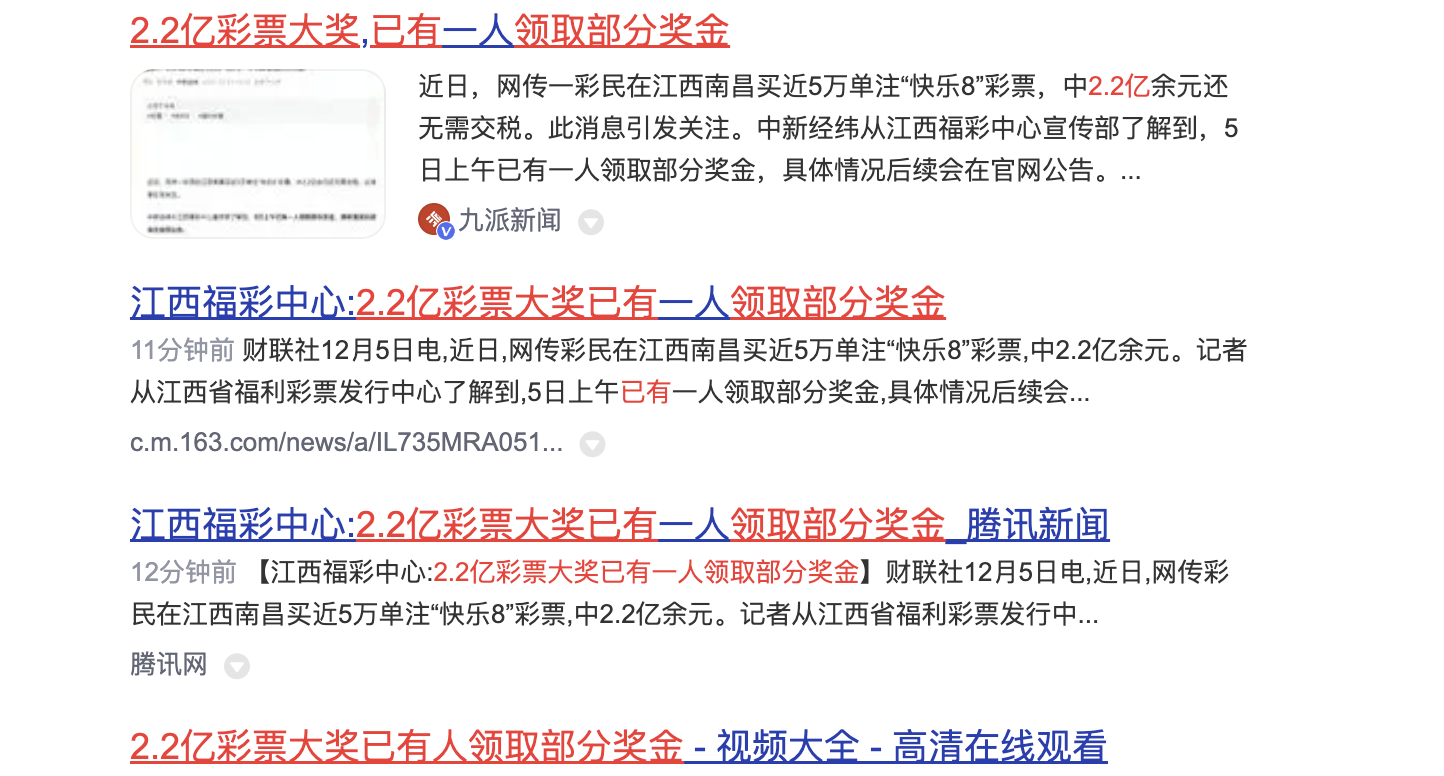 2.2亿彩票大奖,已有一人领取部分奖金
近日，网传一彩民在江西南昌买近5万单注“快乐8”彩票，中2.2亿余元还
无需交税。此消息引发关注。中新经纬从江西福彩中心宣传部了解到，5
日上午已有一人领取部分奖金，具体情况后续会在官网公告。...
九派新闻
江西福彩中心:2.2亿彩票大奖已有一人领取部分奖金
11分钟前 财联社12月5日电,近日,网传彩民在江西南昌买近5万单注“快乐8”彩票,中2.2亿余元。记者
从江西省福利彩票发行中心了解到,5日上午已有一人领取部分奖金,具体情况后续会...
c.m.163.com/news/a/IL735MRA051...
江西福彩中心:2.2亿彩票大奖已有一人领取部分奖金_腾讯新闻
12分钟前 【江西福彩中心:2.2亿彩票大奖已有一人领取部分奖金】财联社12月5日电,近日,网传彩
民在江西南昌买近5万单注“快乐8”彩票,中2.2亿余元。记者从江西省福利彩票发行中...
腾讯网
2.2亿彩票大奖已有人领取部分奖金 - 视频大全 - 高清在线观看